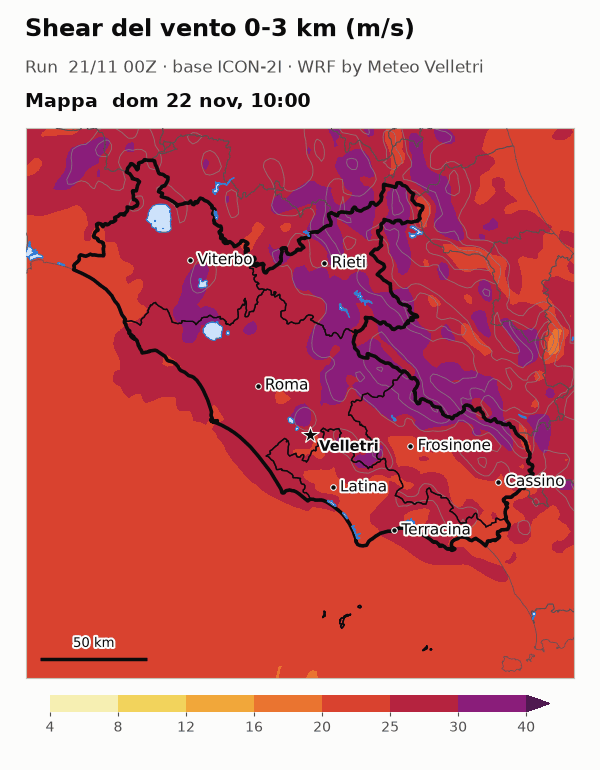 Shear del vento 0-3 km (m/s)
Run  21/11 00Z · base ICON-2I · WRF by Meteo Velletri
Mappa  dom 22 nov, 10:00
Viterbo
Rieti
Roma
Velletri
Frosinone
Cassino
Latina
Terracina
50 km
4 8 12 16 20 25 30 40